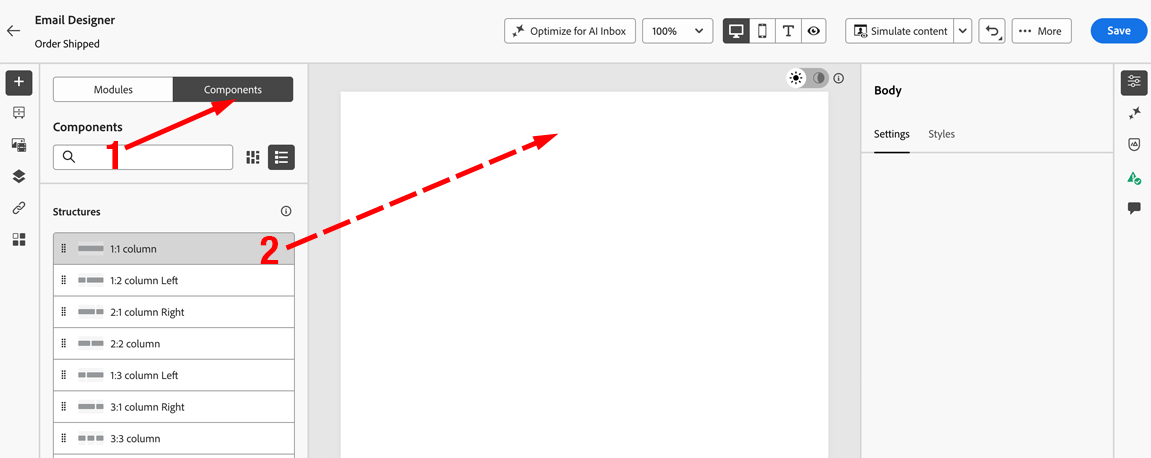 Email Designer
Order Shipped
Optimize for AI Inbox
100%
T
Simulate content
More
Save
Modules
Components
Components
1
Structures
2
1:1 column
1:2 column Left
2:1 column Right
2:2 column
1:3 column Left
3:1 column Right
3:3 column
Body
Settings
Styles